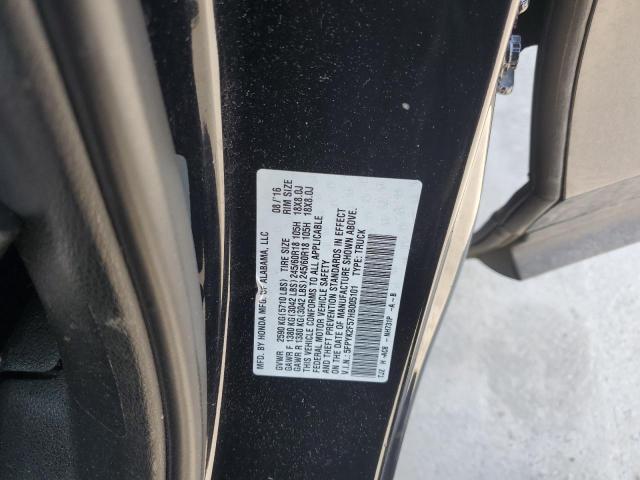 MFD. BY HONDA MFG. OF ALABAMA, LLC 08/'16
GVWR 2590 KG(5710 LBS) TIRE SIZE RIM SIZE
GAWR F 1380 KG(3042 LBS) 245/60R18 105H 18X8.0J
GAWR R 1380 KG(3042 LBS) 245/60R18 105H 18X8.0J
THIS VEHICLE CONFORMS TO ALL APPLICABLE
FEDERAL MOTOR VEHICLE SAFETY
AND THEFT PREVENTION STANDARDS IN EFFECT
ON THE DATE OF MANUFACTURE SHOWN ABOVE.
V.I.N.: 5FPYK2F57HB005101 TYPE: TRUCK
TJZ -A-B